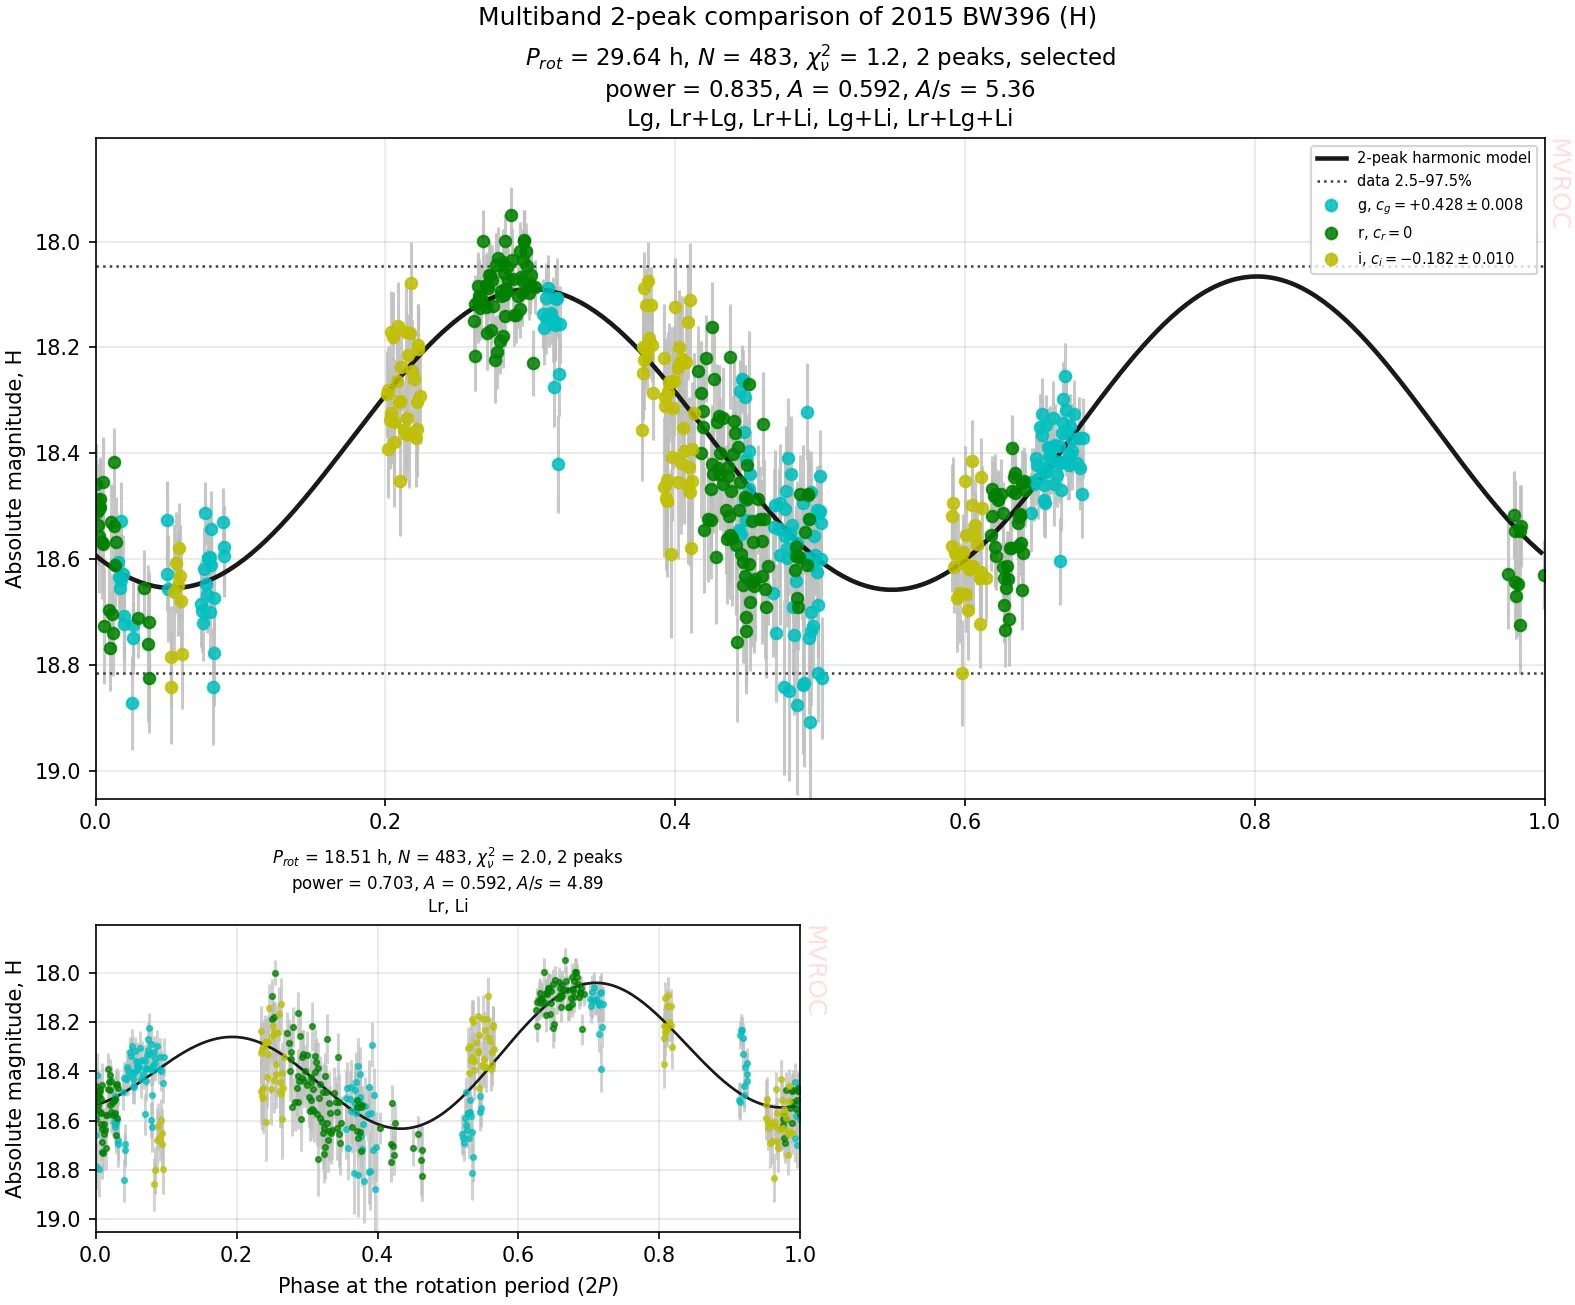 Multiband 2-peak comparison of 2015 BW396 (H)
P_rot = 29.64 h, N = 483, χ²_ν = 1.2, 2 peaks, selected
power = 0.835, A = 0.592, A/s = 5.36
Lg, Lr+Lg, Lr+Li, Lg+Li, Lr+Lg+Li
2-peak harmonic model
data 2.5–97.5%
g, c_g = +0.428 ± 0.008
r, c_r = 0
i, c_i = −0.182 ± 0.010
MVROC
Absolute magnitude, H
18.0
18.2
18.4
18.6
18.8
19.0
0.0 0.2 0.4 0.6 0.8 1.0
P_rot = 18.51 h, N = 483, χ²_ν = 2.0, 2 peaks
power = 0.703, A = 0.592, A/s = 4.89
Lr, Li
MVROC
Absolute magnitude, H
18.0
18.2
18.4
18.6
18.8
19.0
0.0 0.2 0.4 0.6 0.8 1.0
Phase at the rotation period (2P)